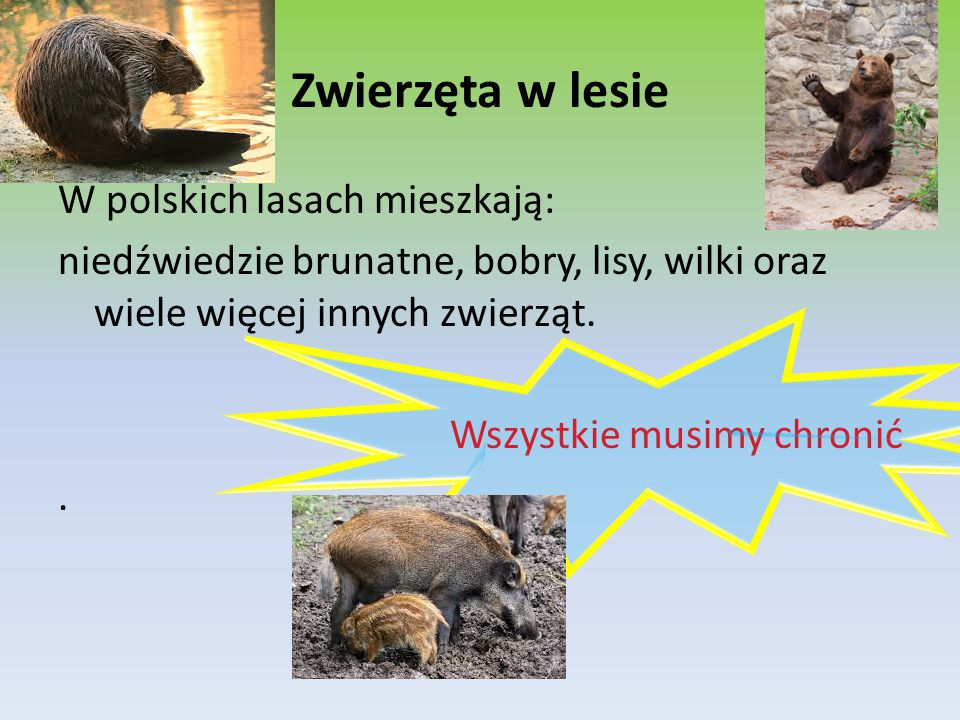 Zwierzęta w lesie
W polskich lasach mieszkają:
niedźwiedzie brunatne, bobry, lisy, wilki oraz
wiele więcej innych zwierząt.
Wszystkie musimy chronić
.